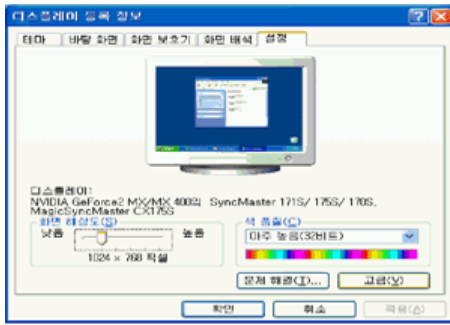 디스플레이 등록 정보
테마 바탕 화면 화면 보호기 화면 배색 설정
디스플레이:
NVIDIA GeForce2 MX/MX 400의 SyncMaster 171S/ 175S/ 170S, MagicSyncMaster CX175S
화면 해상도(S)
낮음 높음
1024 × 768 픽셀
색 품질(C)
아주 높음(32비트)
문제 해결(T)... 고급(V)
확인 취소 적용(A)